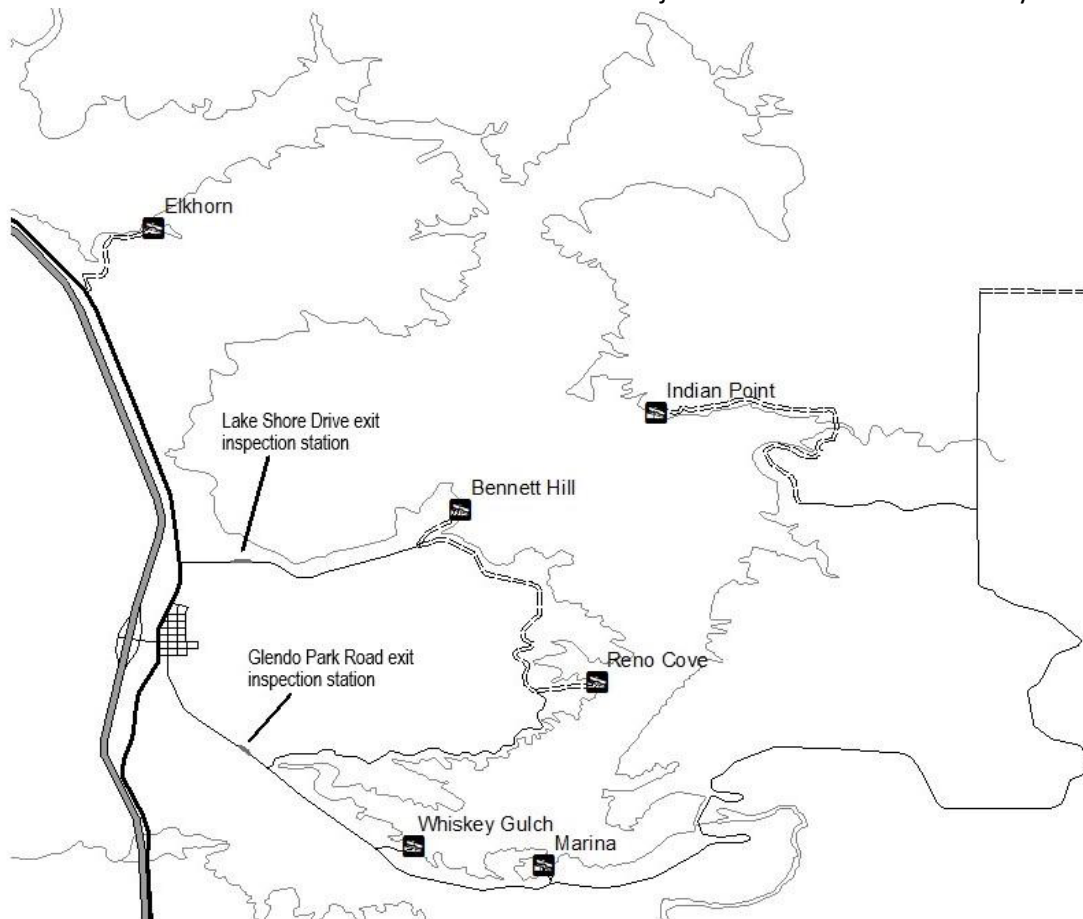 Elkhorn
Indian Point
Lake Shore Drive exit
inspection station
Bennett Hill
Glendo Park Road exit
inspection station
Reno Cove
Whiskey Gulch
Marina